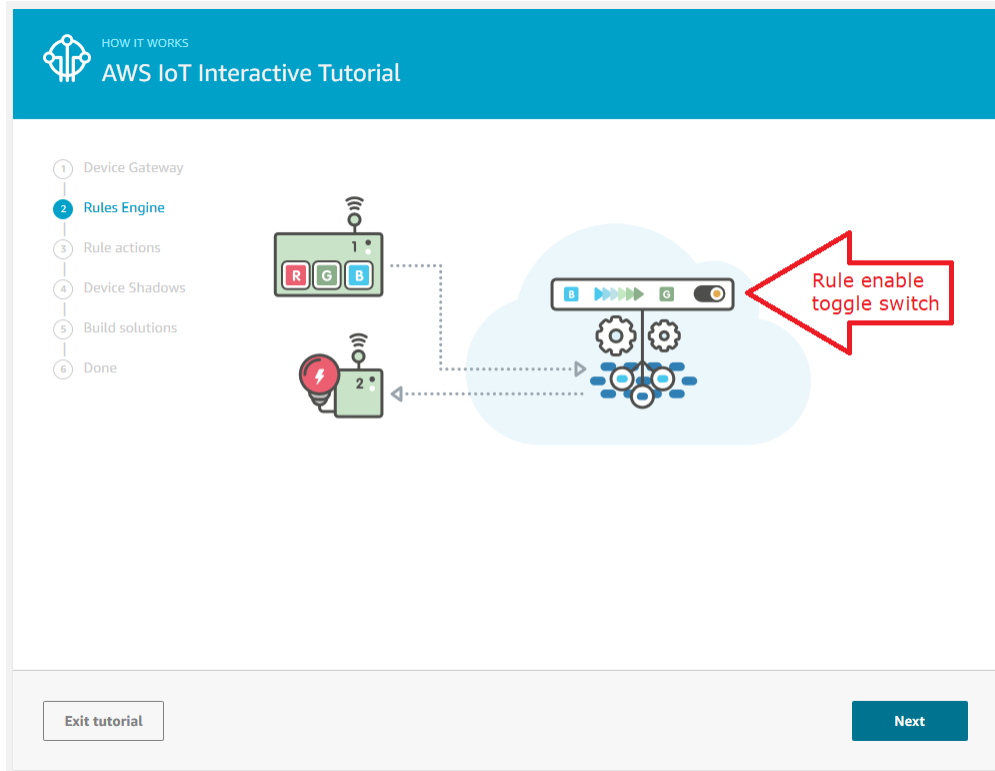 HOW IT WORKS
AWS IoT Interactive Tutorial
1 Device Gateway
2 Rules Engine
3 Rule actions
4 Device Shadows
5 Build solutions
6 Done
1
R G B
2
B G
Rule enable
toggle switch
Exit tutorial
Next